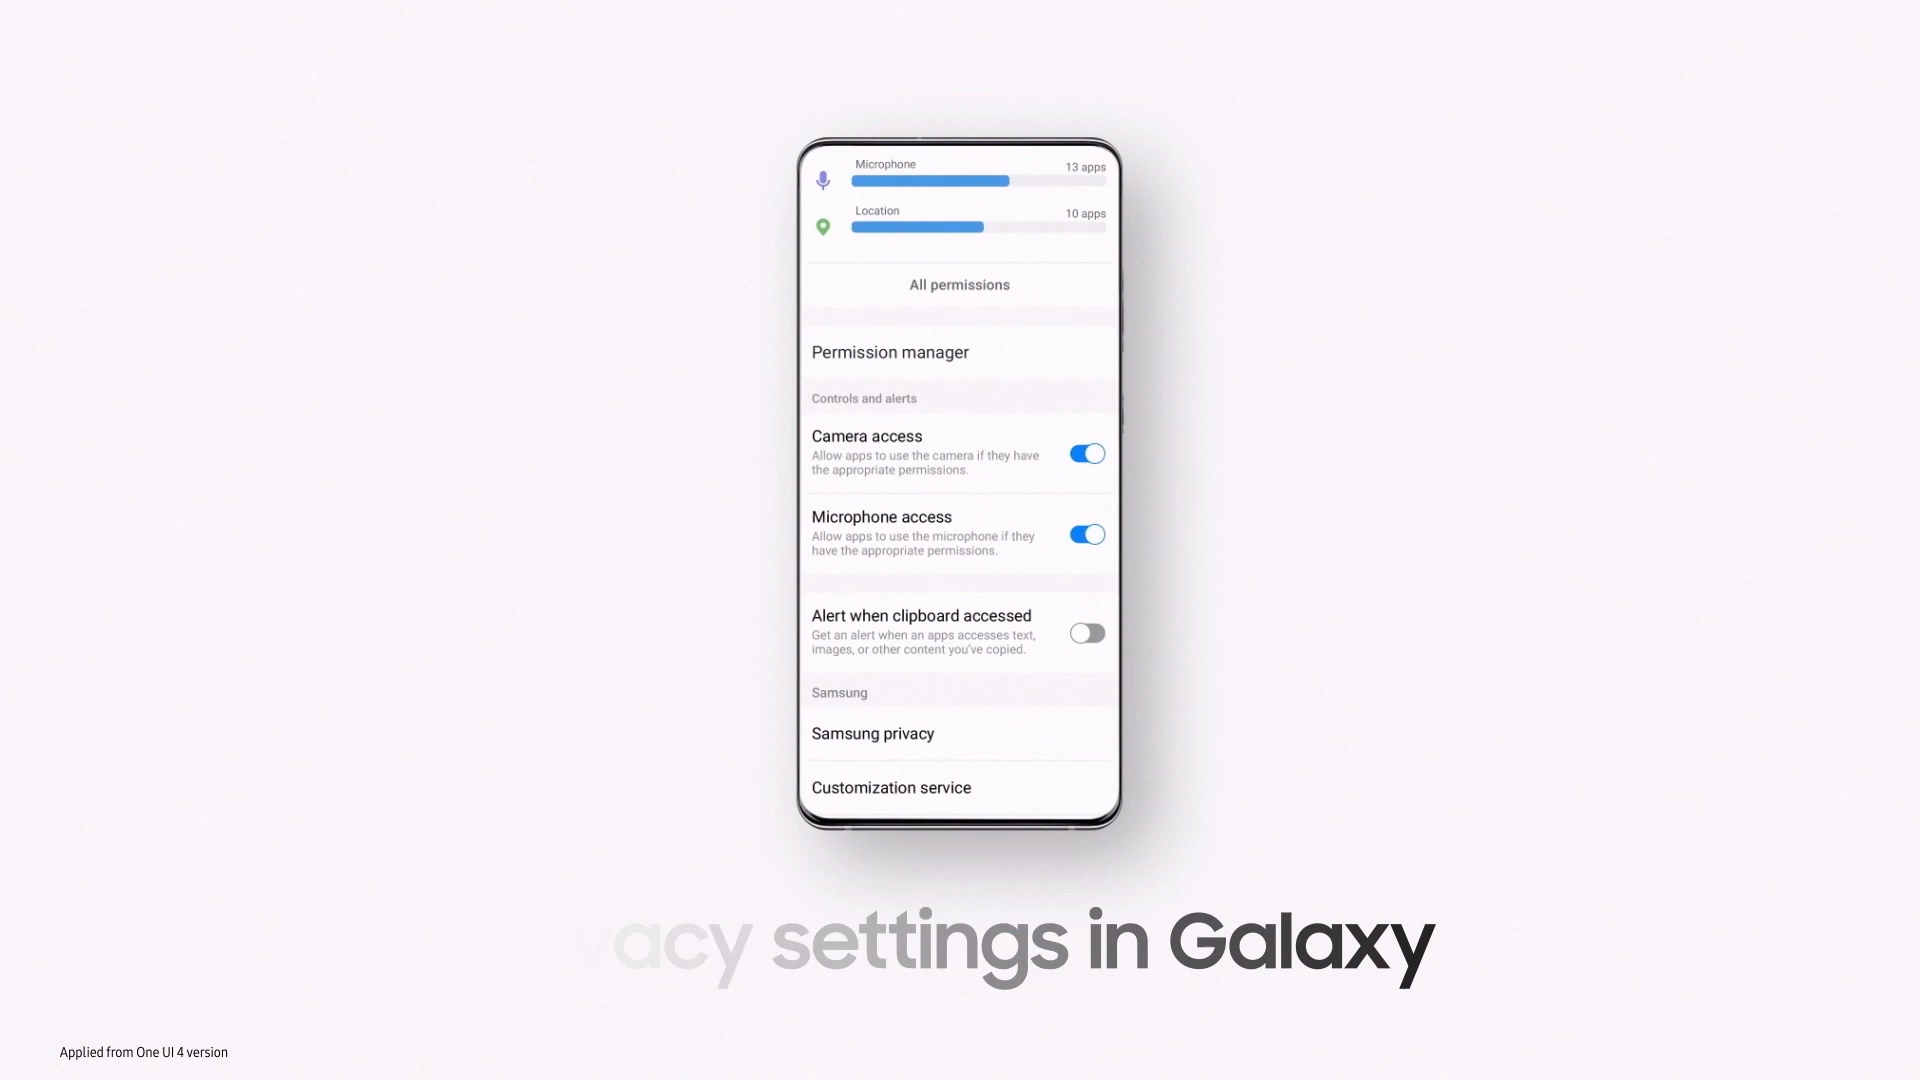 Microphone
13 apps
Location
10 apps
All permissions
Permission manager
Controls and alerts
Camera access
Allow apps to use the camera if they have
the appropriate permissions.
Microphone access
Allow apps to use the microphone if they
have the appropriate permissions.
Alert when clipboard accessed
Get an alert when an apps accesses text,
images, or other content you've copied.
Samsung
Samsung privacy
Customization service
vacy settings in Galaxy
Applied from One UI 4 version